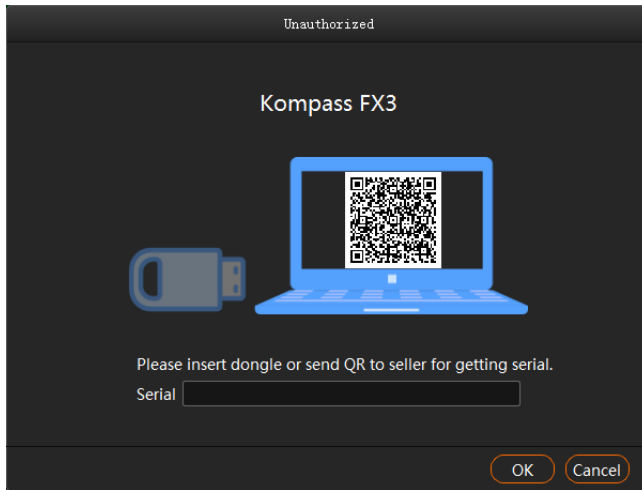 Unauthorized
Kompass FX3
Please insert dongle or send QR to seller for getting serial.
Serial
OK
Cancel